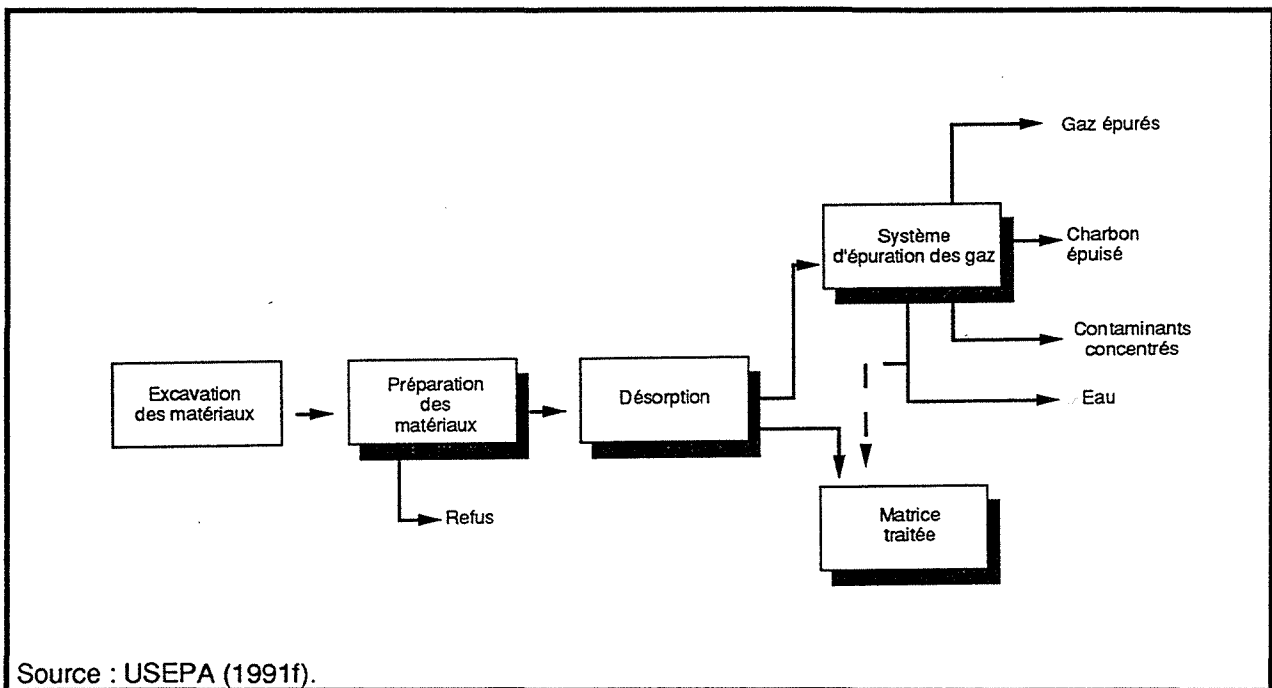 Gaz épurés
Système
d'épuration des gaz
Charbon
épuisé
Contaminants
concentrés
Eau
Excavation
des matériaux
Préparation
des
matériaux
Désorption
Refus
Matrice
traitée
Source : USEPA (1991f).